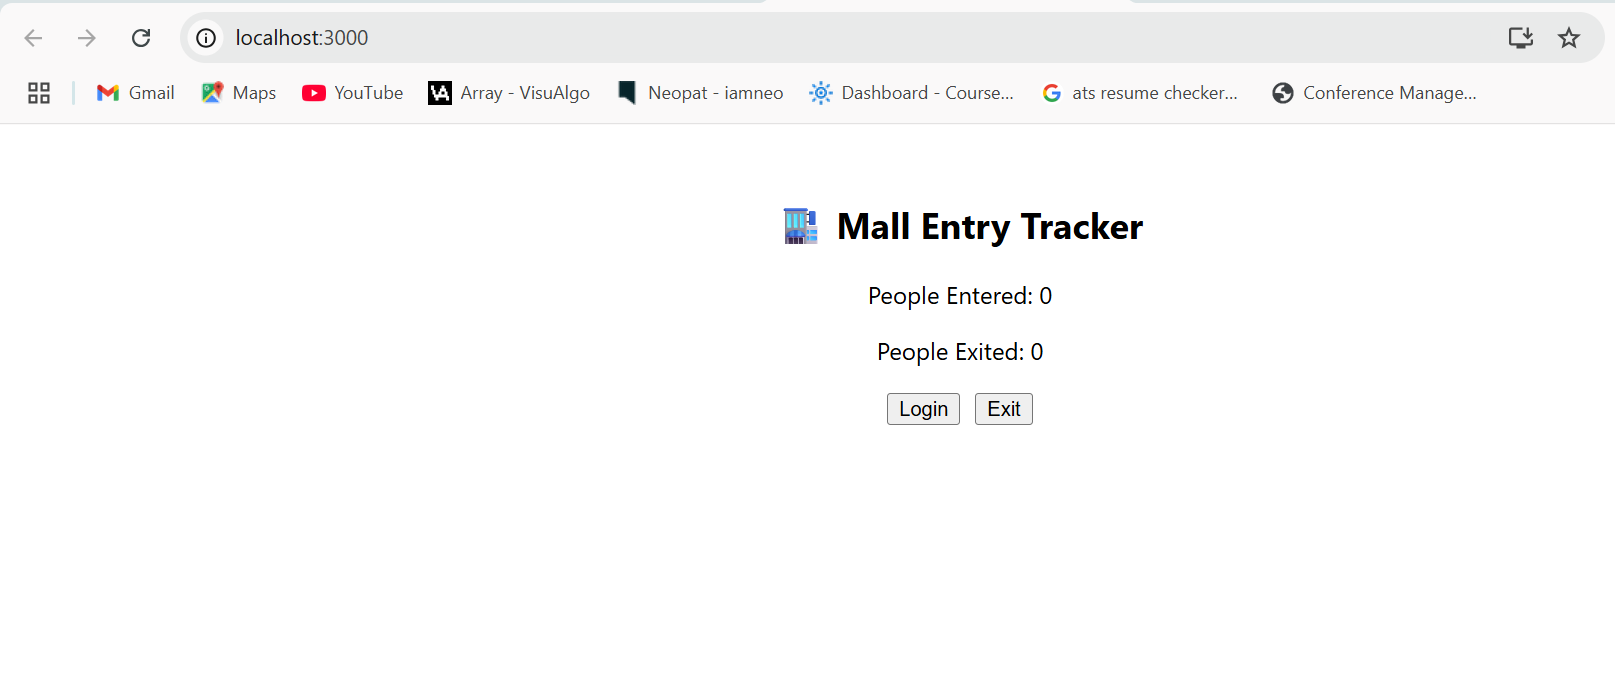 localhost:3000
Gmail Maps YouTube Array - VisuAlgo Neopat - iamneo Dashboard - Course... ats resume checker... Conference Manage...
Mall Entry Tracker
People Entered: 0
People Exited: 0
Login Exit